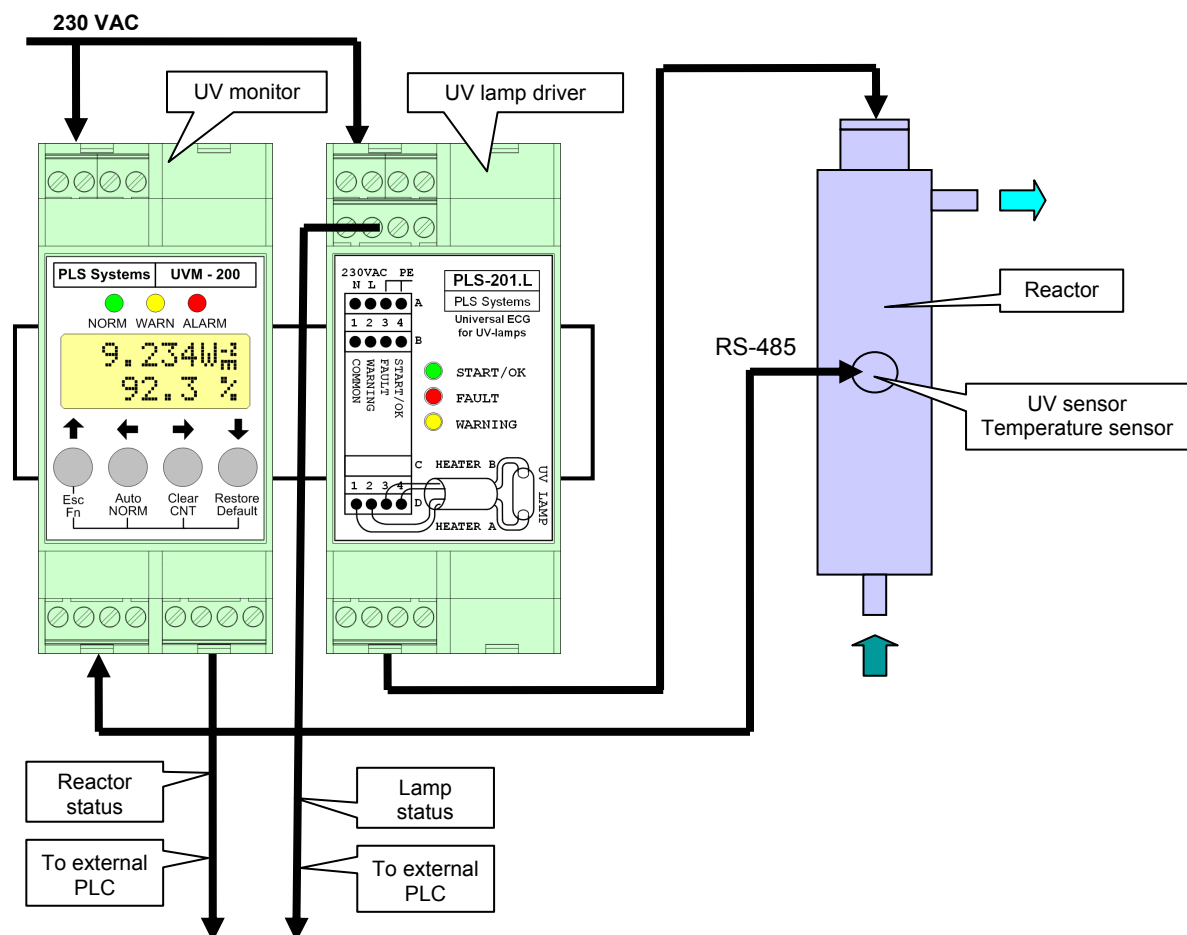 230 VAC
UV monitor
UV lamp driver
PLS Systems
UVM - 200
NORM WARN ALARM
9.234W/m2
92.3 %
Esc
Fn
Auto
NORM
Clear
CNT
Restore
Default
230VAC PE
N L
A
1 2 3 4
B
COMMON
WARNING
FAULT
START/OK
PLS-201.L
PLS Systems
Universal ECG
for UV-lamps
START/OK
FAULT
WARNING
C HEATER B
1 2 3 4
D
HEATER A
UV LAMP
RS-485
Reactor
UV sensor
Temperature sensor
Reactor
status
Lamp
status
To external
PLC
To external
PLC